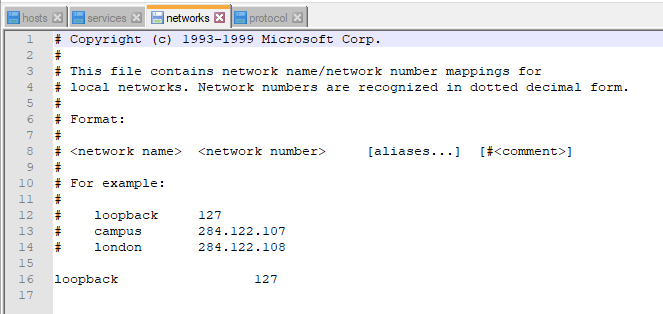 hosts services networks protocol
1 # Copyright (c) 1993-1999 Microsoft Corp.
2 #
3 # This file contains network name/network number mappings for
4 # local networks. Network numbers are recognized in dotted decimal form.
5 #
6 # Format:
7 #
8 # <network name>  <network number>     [aliases...]  [#<comment>]
9 #
10 # For example:
11 #
12 #    loopback     127
13 #    campus       284.122.107
14 #    london       284.122.108
15
16 loopback                 127
17